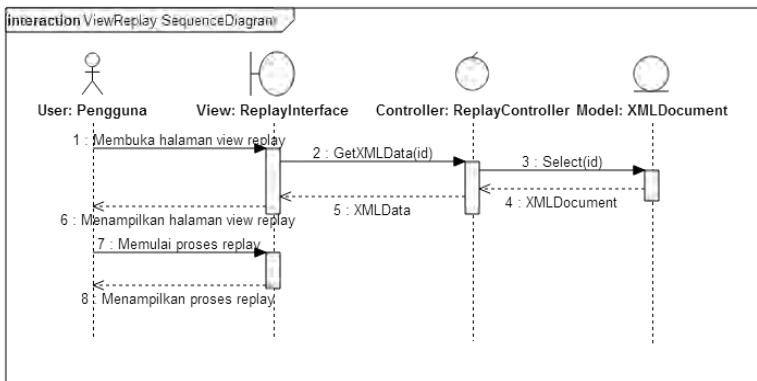 interaction ViewReplay SequenceDiagram
User: Pengguna
View: ReplayInterface
Controller: ReplayController
Model: XMLDocument
1 : Membuka halaman view replay
2 : GetXMLData(id)
3 : Select(id)
4 : XMLDocument
5 : XMLData
6 : Menampilkan halaman view replay
7 : Memulai proses replay
8 : Menampilkan proses replay